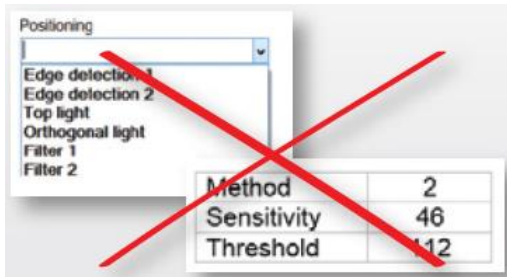 Positioning
Edge detection 1
Edge detection 2
Top light
Orthogonal light
Filter 1
Filter 2
Method 2
Sensitivity 46
Threshold 112